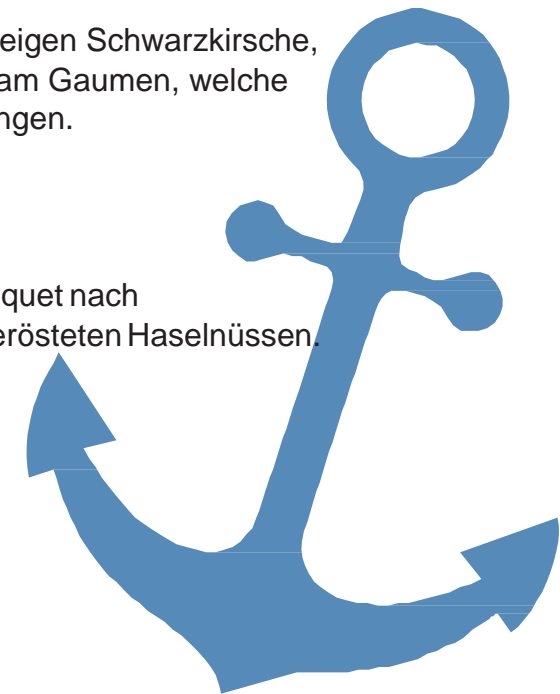 eigen Schwarzkirsche,
am Gaumen, welche
ngen.
quet nach
erösteten Haselnüssen.